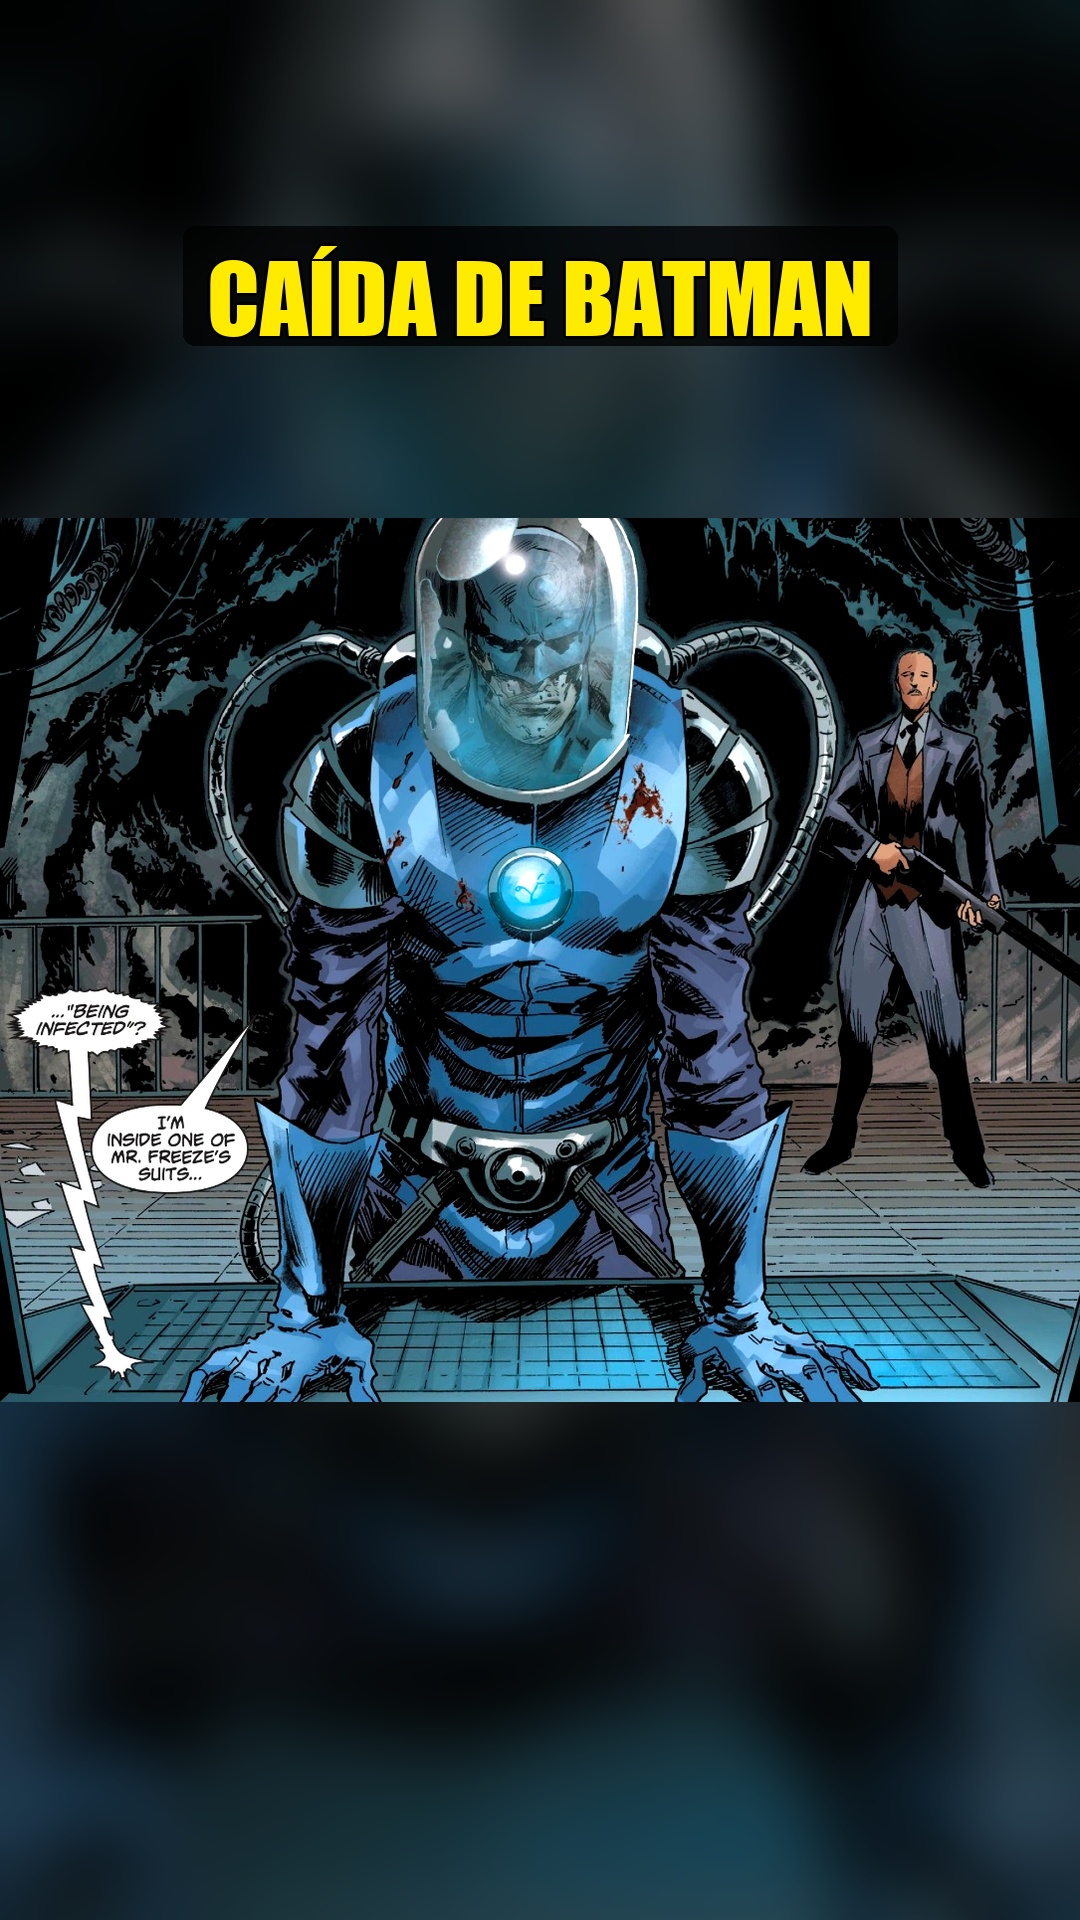 CAÍDA DE BATMAN
..."BEING
INFECTED"?
I'M
INSIDE ONE OF
MR. FREEZE'S
SUITS...